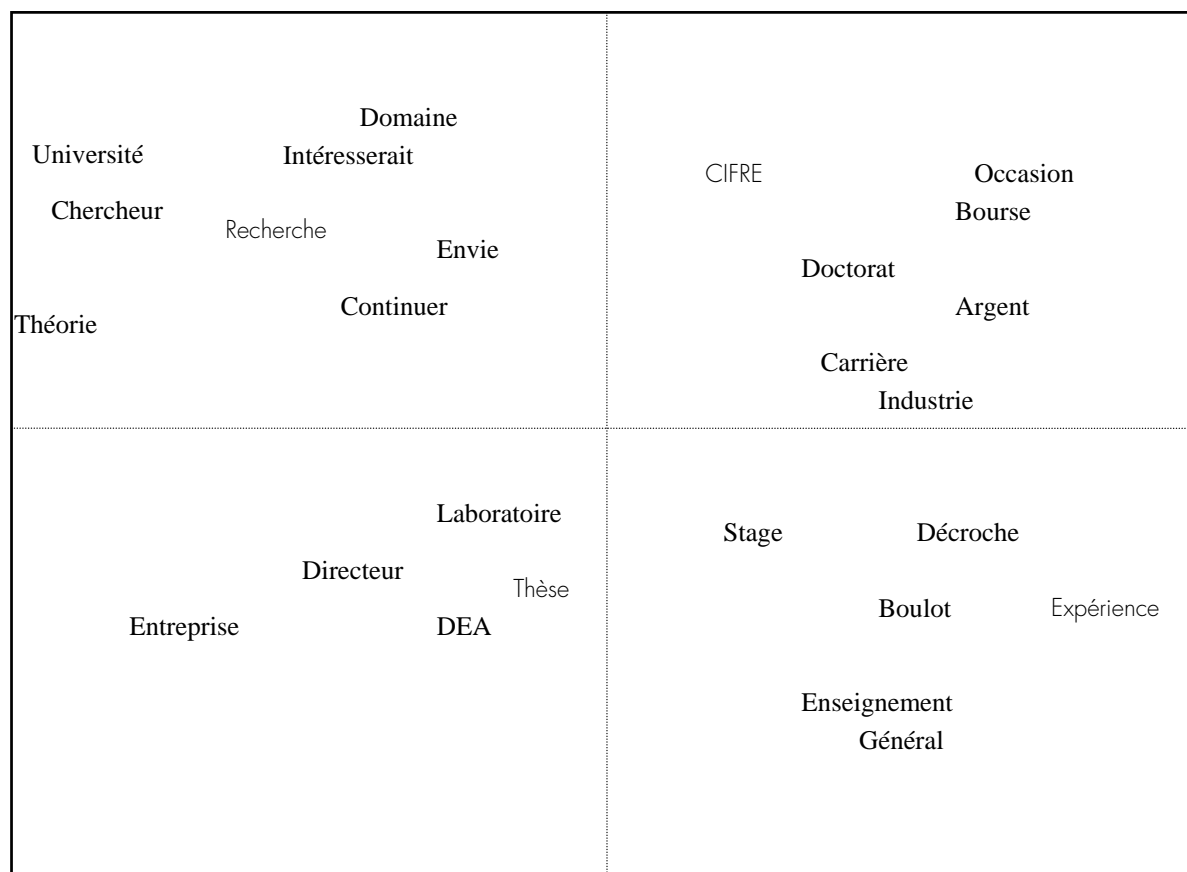 Domaine
Université
Intéresserait
Chercheur
Recherche
Envie
Continuer
Théorie
CIFRE
Occasion
Bourse
Doctorat
Argent
Carrière
Industrie
Laboratoire
Directeur
Thèse
Entreprise
DEA
Stage
Décroche
Boulot
Expérience
Enseignement
Général